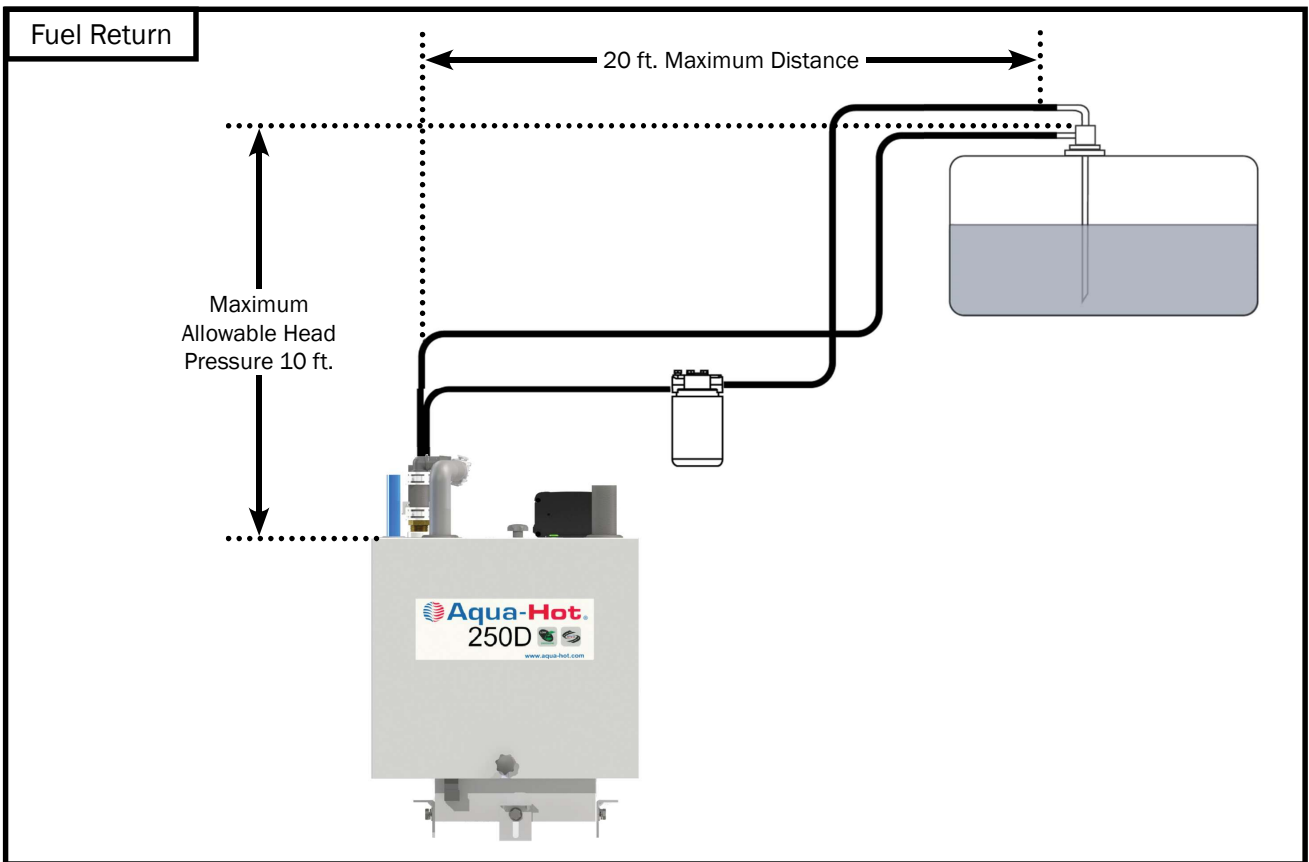 Fuel Return
20 ft. Maximum Distance
Maximum
Allowable Head
Pressure 10 ft.
Aqua-Hot.
250D
www.aqua-hot.com